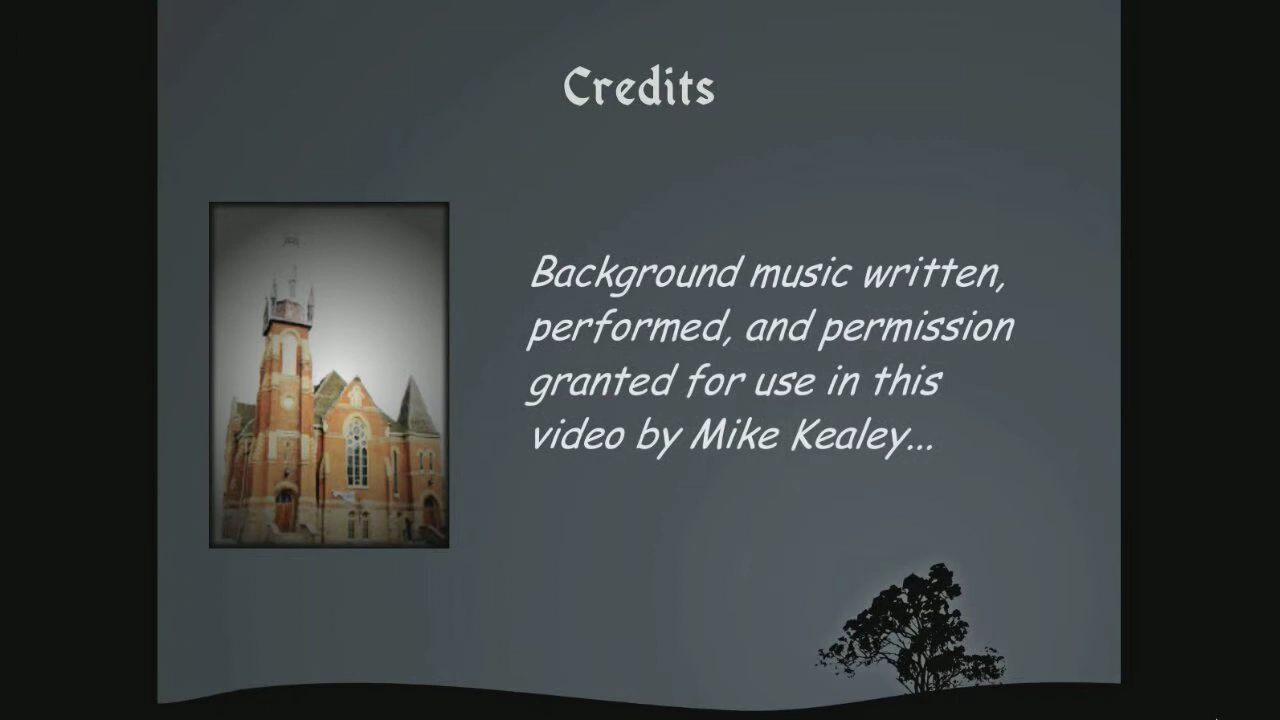 Credits
Background music written,
performed, and permission
granted for use in this
video by Mike Kealey...